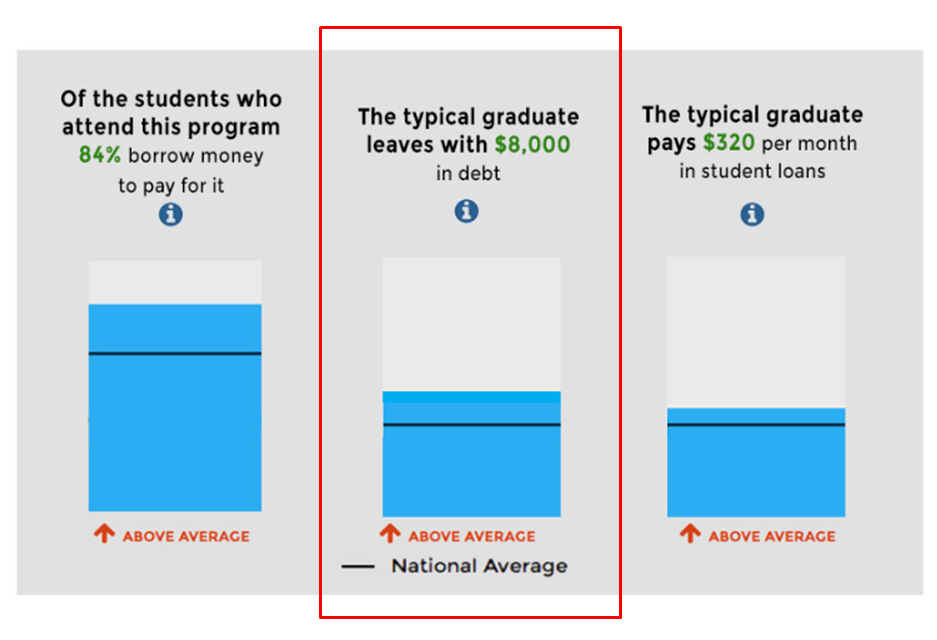 Of the students who
attend this program
84% borrow money
to pay for it
i
ABOVE AVERAGE
The typical graduate
leaves with $8,000
in debt
i
ABOVE AVERAGE
National Average
The typical graduate
pays $320 per month
in student loans
i
ABOVE AVERAGE